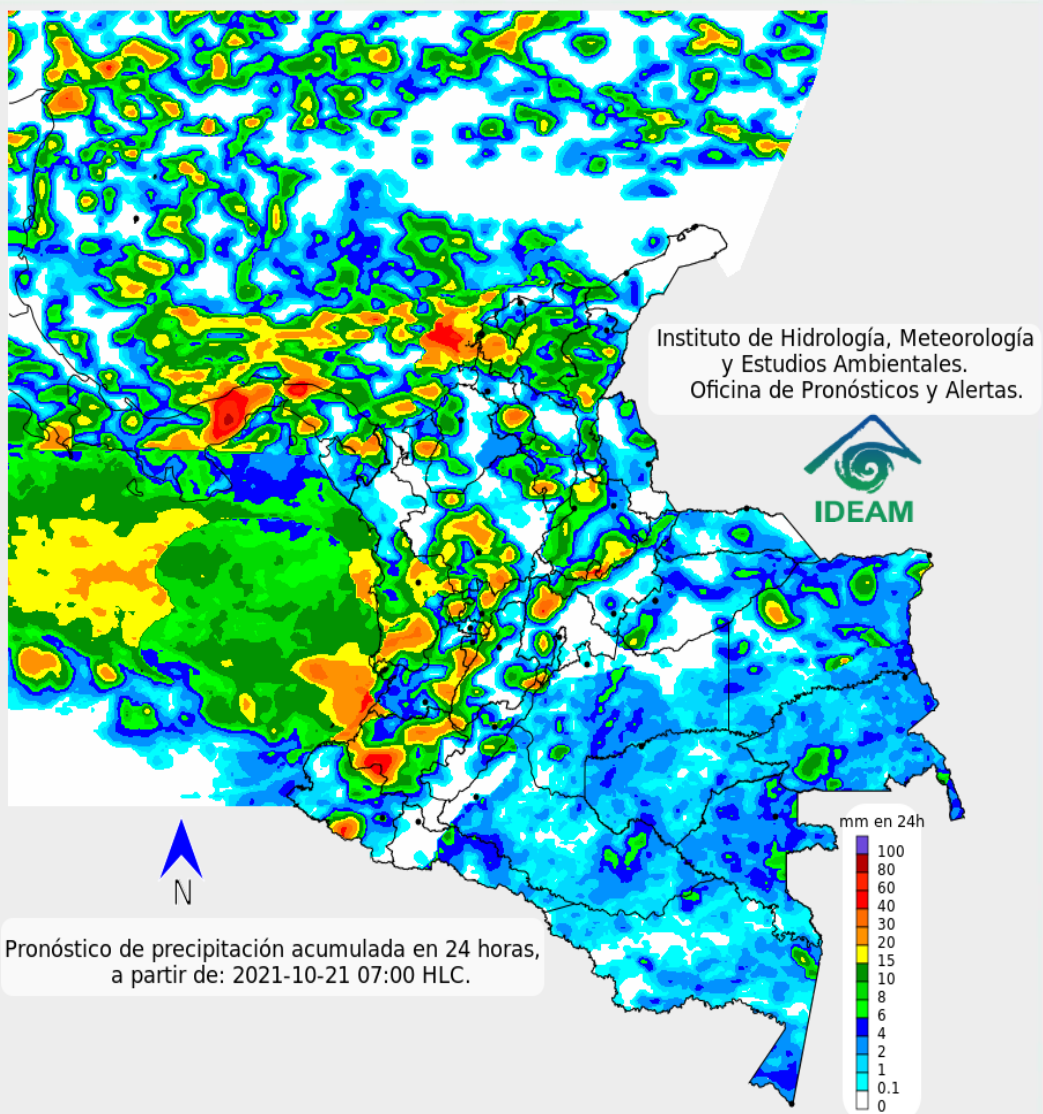 Instituto de Hidrología, Meteorología
y Estudios Ambientales.
Oficina de Pronósticos y Alertas.
IDEAM
mm en 24h
100
80
60
40
30
20
15
10
8
6
4
2
1
0.1
0
N
Pronóstico de precipitación acumulada en 24 horas,
a partir de: 2021-10-21 07:00 HLC.